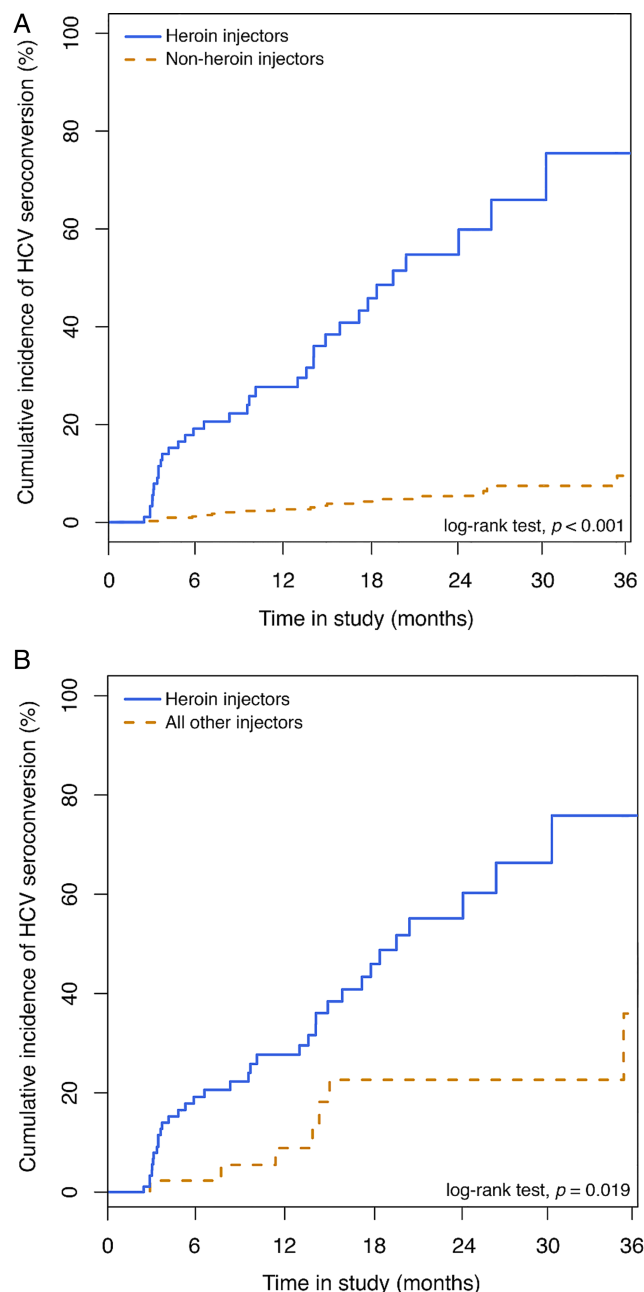 A
Cumulative incidence of HCV seroconversion (%)
100
80
60
40
20
0
Heroin injectors
Non-heroin injectors
log-rank test, p < 0.001
0 6 12 18 24 30 36
Time in study (months)
B
Cumulative incidence of HCV seroconversion (%)
100
80
60
40
20
0
Heroin injectors
All other injectors
log-rank test, p = 0.019
0 6 12 18 24 30 36
Time in study (months)